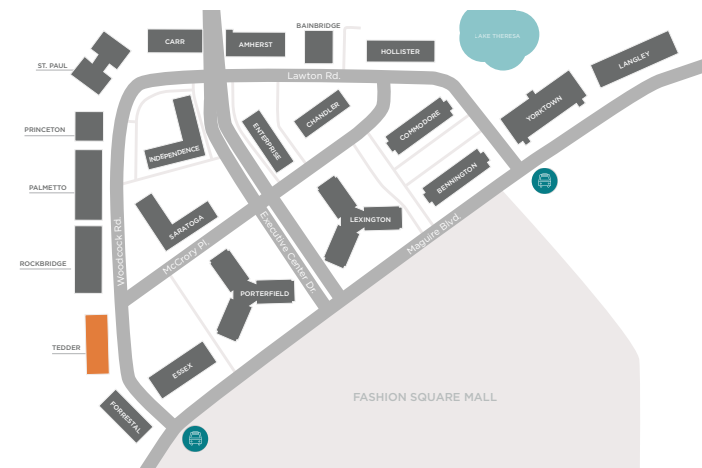 BAINBRIDGE
CARR
AMHERST
HOLLISTER
LAKE THERESA
LANGLEY
ST. PAUL
Lawton Rd.
YORKTOWN
CHANDLER
COMMODORE
PRINCETON
ENTERPRISE
INDEPENDENCE
BENNINGTON
PALMETTO
SARATOGA
LEXINGTON
Maguire Blvd.
Woodcock Rd.
McCrory Pl.
Executive Center Dr.
ROCKBRIDGE
PORTERFIELD
TEDDER
ESSEX
FORRESTAL
FASHION SQUARE MALL